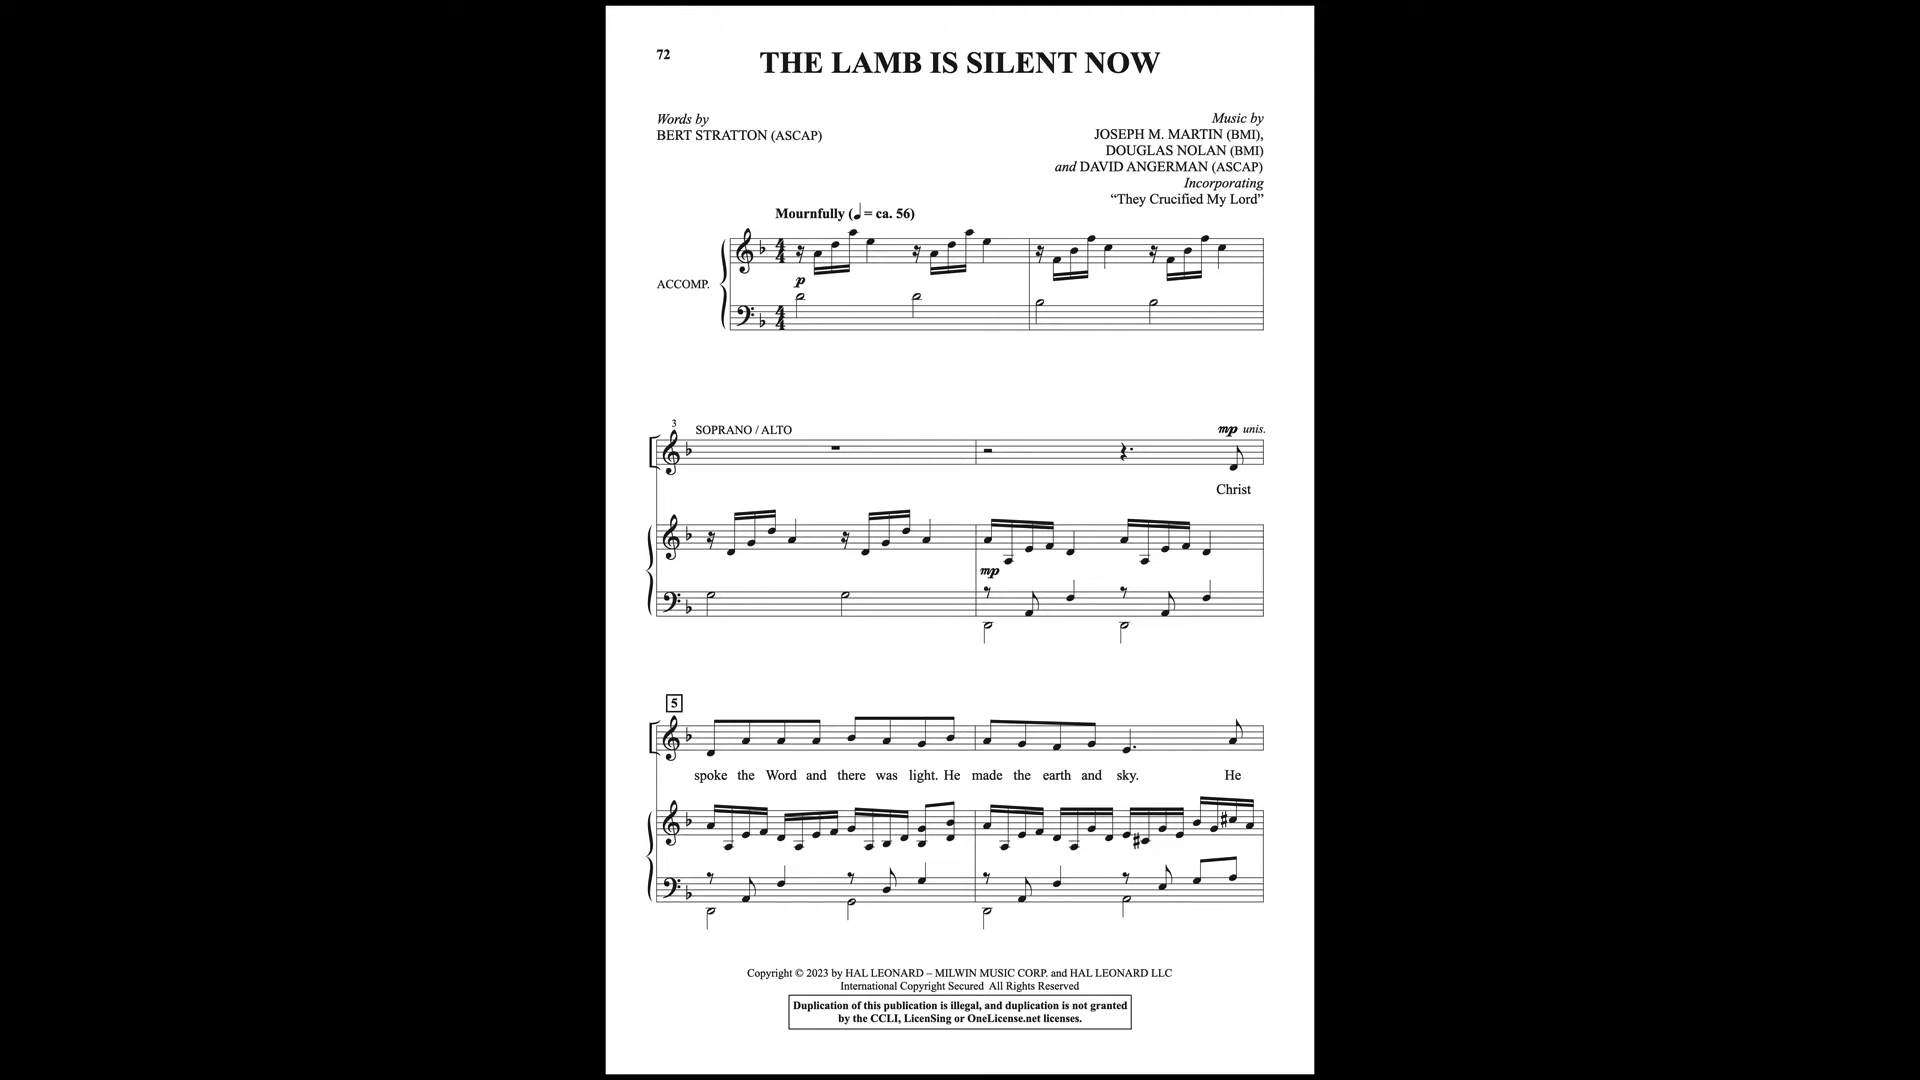 72
THE LAMB IS SILENT NOW
Words by
BERT STRATTON (ASCAP)
Music by
JOSEPH M. MARTIN (BMI),
DOUGLAS NOLAN (BMI)
and DAVID ANGERMAN (ASCAP)
Incorporating
“They Crucified My Lord”
Mournfully (♩ = ca. 56)
ACCOMP.
p
3
SOPRANO / ALTO
mp unis.
Christ
mp
5
spoke the Word and there was light. He made the earth and sky. He
Copyright © 2023 by HAL LEONARD – MILWIN MUSIC CORP. and HAL LEONARD LLC
International Copyright Secured All Rights Reserved
Duplication of this publication is illegal, and duplication is not granted
by the CCLI, LicenSing or OneLicense.net licenses.